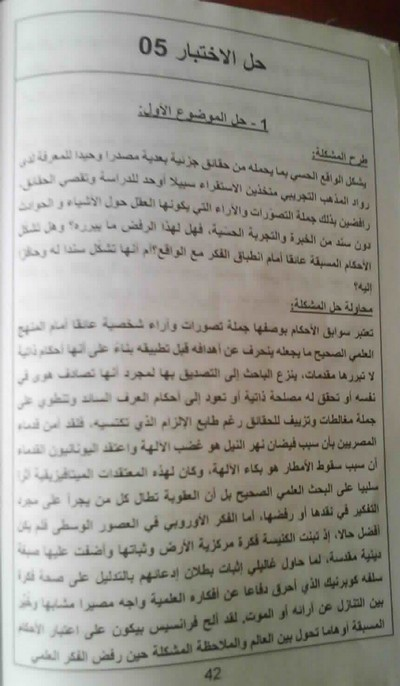 حل الاختبار 05
1 - حل الموضوع الأول:
طرح المشكلة:
يشكل الواقع الحسي بما يحمله من حقائق جزئية بعدية مصدرا وحيدا للمعرفة لدى
رواد المذهب التجريبي متخذين الاستقراء سبيلا أوحد للدراسة وتقصي الحقائق،
رافضين بذلك جملة التصورات والآراء التي يكونها العقل حول الأشياء و الحوادث
دون سند من الخبرة والتجربة الحسية، فهل لهذا الرفض ما يبرره؟ وهل تشكل
الأحكام المسبقة عائقا أمام انطباق الفكر مع الواقع؟أم أنها تشكل سندا له وحافزا
إليه؟
محاولة حل المشكلة:
تعتبر سوابق الأحكام بوصفها جملة تصورات وآراء شخصية عائقا أمام المنهج
العلمي الصحيح ما يجعله ينحرف عن أهدافه قبل تطبيقه بناء على أنها أحكام ذاتية
لا تبررها مقدمات، ينزع الباحث إلى التصديق بها لمجرد أنها تصادف هوى في
نفسه أو تحقق له مصلحة ذاتية أو تعود إلى أحكام العرف السائد وتنطوي على
جملة مغالطات وتزييف للحقائق رغم طابع الإلزام الذي تكتسيه، فلقد آمن قدماء
المصريين بأن سبب فيضان نهر النيل هو غضب الآلهة واعتقد اليونانيون القدماء
أن سبب سقوط الأمطار هو بكاء الآلهة، وكان لهذه المعتقدات الميتافيزيقية أثرا
سلبيا على البحث العلمي الصحيح بل أن العقوبة تطال كل من يجرأ على مجرد
التفكير في نقدها أو رفضها، أما الفكر الأوروبي في العصور الوسطى فلم يكن
أفضل حالا، إذ تبنت الكنيسة فكرة مركزية الأرض وثباتها وأضفت عليها صبغة
دينية مقدسة، لما حاول غاليلي إثبات بطلان إدعائهم بالتدليل على صحة فكرة
سلفه كوبرنيك الذي أحرق دفاعا عن أفكاره العلمية واجه مصيرا مشابها وخير
بين التنازل عن آرائه أو الموت. لقد ألح فرانسيس بيكون على اعتبار الأحكام
المسبقة أوهاما تحول بين العالم والملاحظة المشكلة حين رفض الفكر العلمي
42